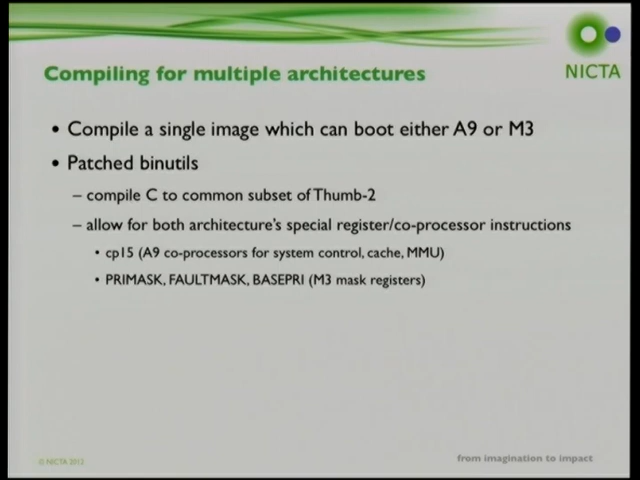 NICTA
Compiling for multiple architectures
• Compile a single image which can boot either A9 or M3
• Patched binutils
– compile C to common subset of Thumb-2
– allow for both architecture's special register/co-processor instructions
• cp15 (A9 co-processors for system control, cache, MMU)
• PRIMASK, FAULTMASK, BASEPRI (M3 mask registers)
© NICTA 2012
from imagination to impact